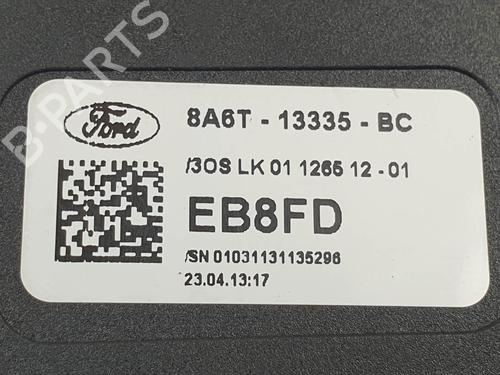 B-PARTS
Ford
8A6T - 13335 - BC
/3OS LK 01 1265 12 - 01
EB8FD
/SN 01031131135296
23.04.13:17